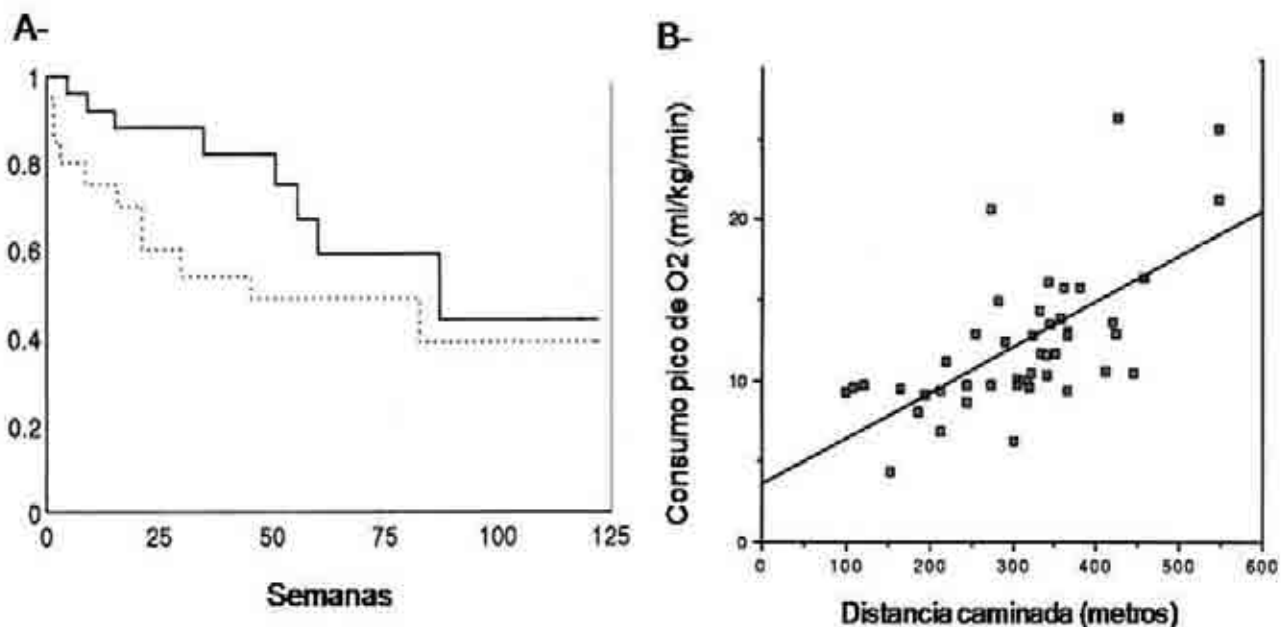 A-
1
0.8
0.6
0.4
0.2
0
0 25 50 75 100 125
Semanas
B-
Consumo pico de O2 (ml/kg/min)
20
10
0
0 100 200 300 400 500 600
Distancia caminada (metros)